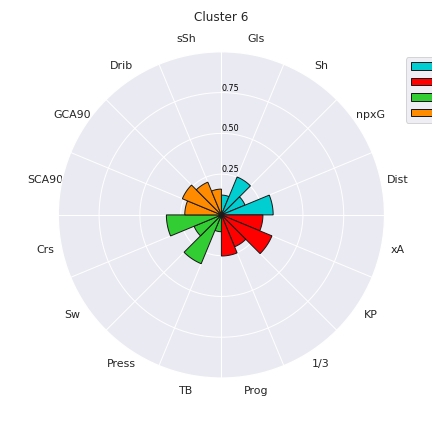 Cluster 6
sSh
Gls
Drib
Sh
0.75
GCA90
npxG
0.50
0.25
SCA90
Dist
Crs
xA
Sw
KP
Press
1/3
TB
Prog